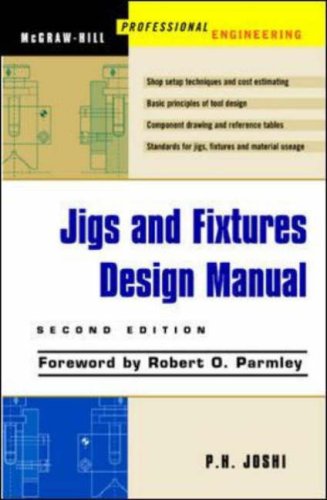 McGRAW-HILL PROFESSIONAL ENGINEERING
Shop setup techniques and cost estimating
Basic principles of tool design
Component drawing and reference tables
Standards for jigs, fixtures and material useage
Jigs and Fixtures
Design Manual
SECOND EDITION
Foreword by Robert O. Parmley
P.H. JOSHI